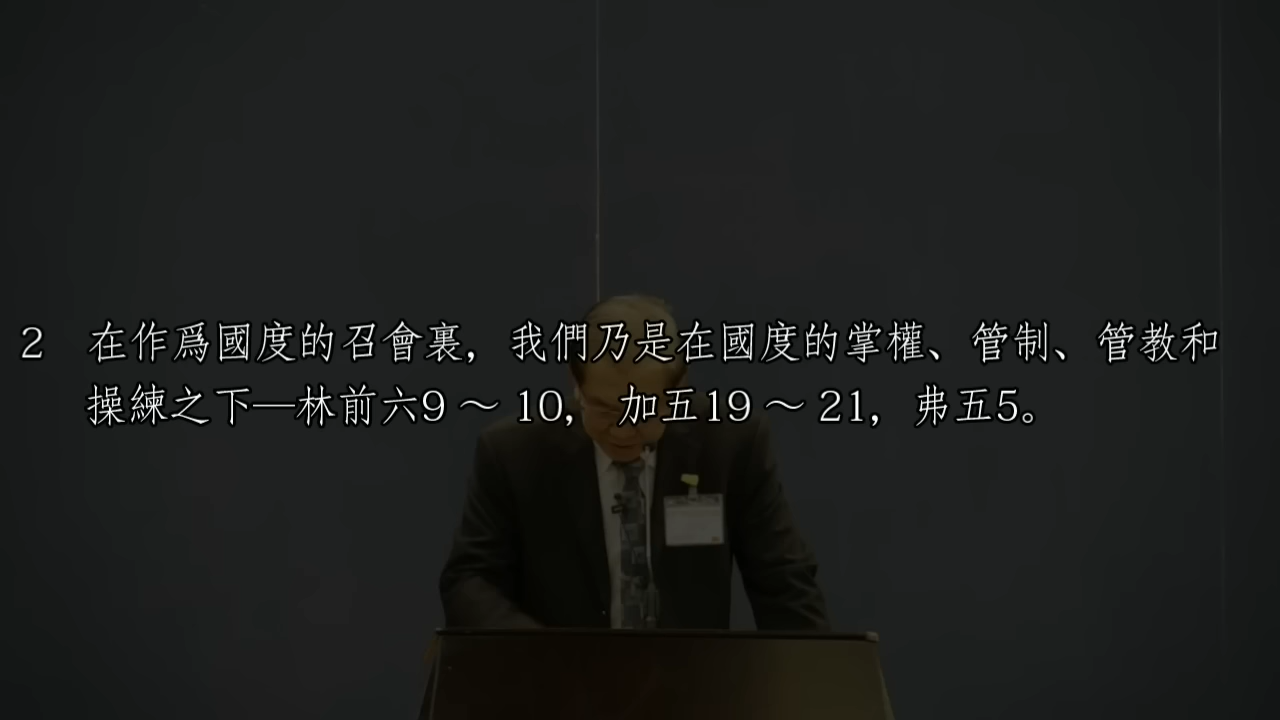 2 在作爲國度的召會裏，我們乃是在國度的掌權、管制、管教和
操練之下—林前六9～10，加五19～21，弗五5。